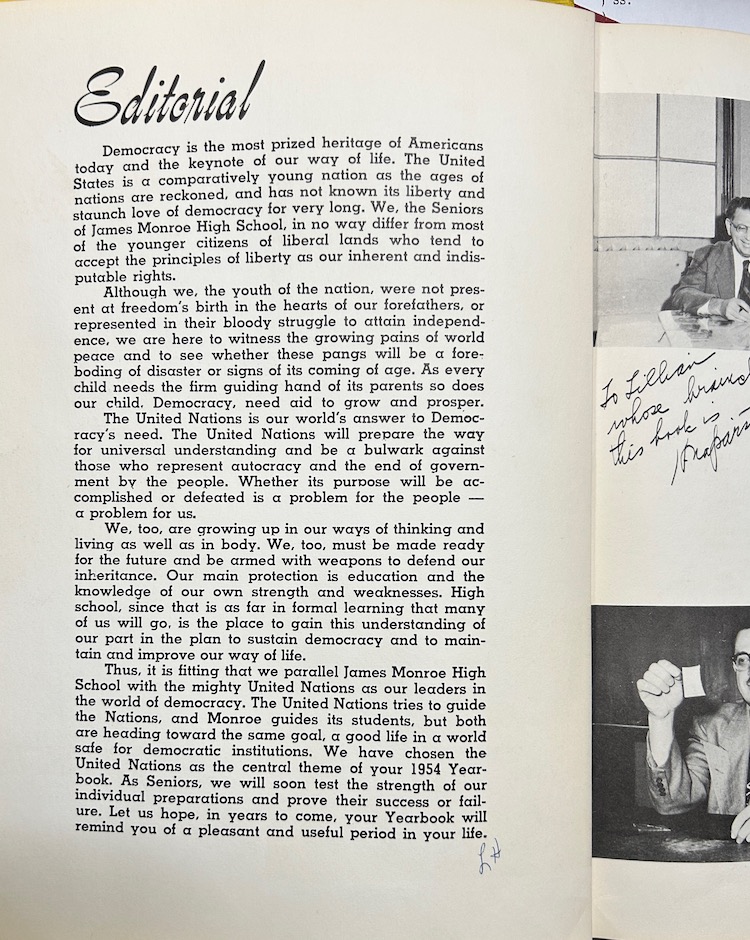 ss.
Editorial
Democracy is the most prized heritage of Americans
today and the keynote of our way of life. The United
States is a comparatively young nation as the ages of
nations are reckoned, and has not known its liberty and
staunch love of democracy for very long. We, the Seniors
of James Monroe High School, in no way differ from most
of the younger citizens of liberal lands who tend to
accept the principles of liberty as our inherent and indis-
putable rights.
Although we, the youth of the nation, were not pres-
ent at freedom's birth in the hearts of our forefathers, or
represented in their bloody struggle to attain independ-
ence, we are here to witness the growing pains of world
peace and to see whether these pangs will be a fore-
boding of disaster or signs of its coming of age. As every
child needs the firm guiding hand of its parents so does
our child, Democracy, need aid to grow and prosper.
The United Nations is our world's answer to Democ-
racy's need. The United Nations will prepare the way
for universal understanding and be a bulwark against
those who represent autocracy and the end of govern-
ment by the people. Whether its purpose will be ac-
complished or defeated is a problem for the people —
a problem for us.
We, too, are growing up in our ways of thinking and
living as well as in body. We, too, must be made ready
for the future and be armed with weapons to defend our
inheritance. Our main protection is education and the
knowledge of our own strength and weaknesses. High
school, since that is as far in formal learning that many
of us will go, is the place to gain this understanding of
our part in the plan to sustain democracy and to main-
tain and improve our way of life.
Thus, it is fitting that we parallel James Monroe High
School with the mighty United Nations as our leaders in
the world of democracy. The United Nations tries to guide
the Nations, and Monroe guides its students, but both
are heading toward the same goal, a good life in a world
safe for democratic institutions. We have chosen the
United Nations as the central theme of your 1954 Year-
book. As Seniors, we will soon test the strength of our
individual preparations and prove their success or fail-
ure. Let us hope, in years to come, your Yearbook will
remind you of a pleasant and useful period in your life.
LH
To Lillian
whose
this book is